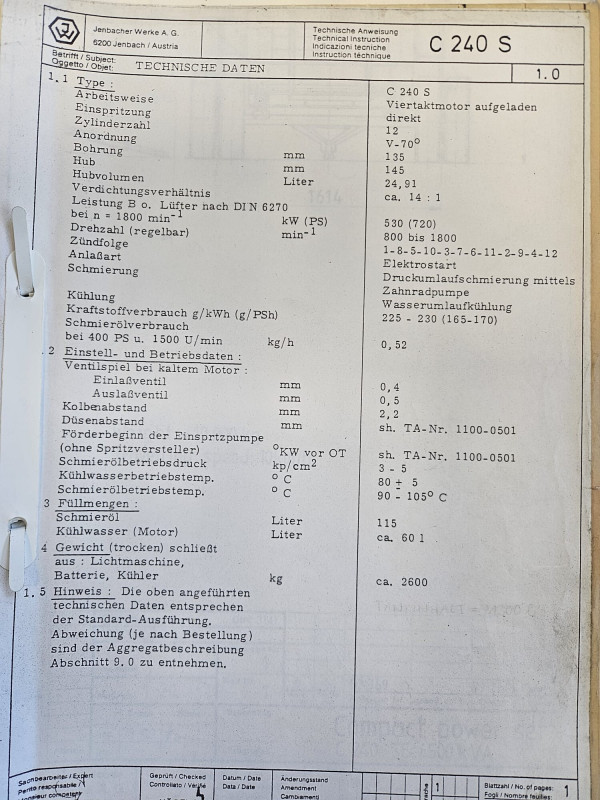 Jenbacher Werke A. G.
6200 Jenbach / Austria
Technische Anweisung
Technical Instruction
Indicazioni tecniche
Instruction technique
C 240 S
Betrifft / Subject:
Oggetto / Objet:
TECHNISCHE DATEN
1.0
1.1 Type : C 240 S
Arbeitsweise Viertaktmotor aufgeladen
Einspritzung direkt
Zylinderzahl 12
Anordnung V-70°
Bohrung mm 135
Hub mm 145
Hubvolumen Liter 24,91
Verdichtungsverhältnis ca. 14 : 1
Leistung B o. Lüfter nach DIN 6270
bei n = 1800 min-1 kW (PS) 530 (720)
Drehzahl (regelbar) min-1 800 bis 1800
Zündfolge 1-8-5-10-3-7-6-11-2-9-4-12
Anlaßart Elektrostart
Schmierung Druckumlaufschmierung mittels
Zahnradpumpe
Kühlung Wasserumlaufkühlung
Kraftstoffverbrauch g/kWh (g/PSh) 225 - 230 (165-170)
Schmierölverbrauch
bei 400 PS u. 1500 U/min kg/h 0,52
.2 Einstell- und Betriebsdaten :
Ventilspiel bei kaltem Motor :
Einlaßventil mm 0,4
Auslaßventil mm 0,5
Kolbenabstand mm 2,2
Düsenabstand mm sh. TA-Nr. 1100-0501
Förderbeginn der Einsprtzpumpe
(ohne Spritzversteller) °KW vor OT sh. TA-Nr. 1100-0501
Schmierölbetriebsdruck kp/cm2 3 - 5
Kühlwasserbetriebstemp. ° C 80 ± 5
Schmierölbetriebstemp. ° C 90 - 105° C
3 Füllmengen :
Schmieröl Liter 115
Kühlwasser (Motor) Liter ca. 60 l
4 Gewicht (trocken) schließt
aus : Lichtmaschine,
Batterie, Kühler kg ca. 2600
1.5 Hinweis : Die oben angeführten
technischen Daten entsprechen
der Standard-Ausführung.
Abweichung (je nach Bestellung)
sind der Aggregatbeschreibung
Abschnitt 9.0 zu entnehmen.
Sachbearbeiter / Expert
Perito responsabile /
Geprüft / Checked
Controllato / Vérifié
Datum / Date
Data / Date
Änderungsstand
Amendment
Cambiamenti
1
Blattzahl / No. of pages:
Fogli / Nombre feuilles:
1